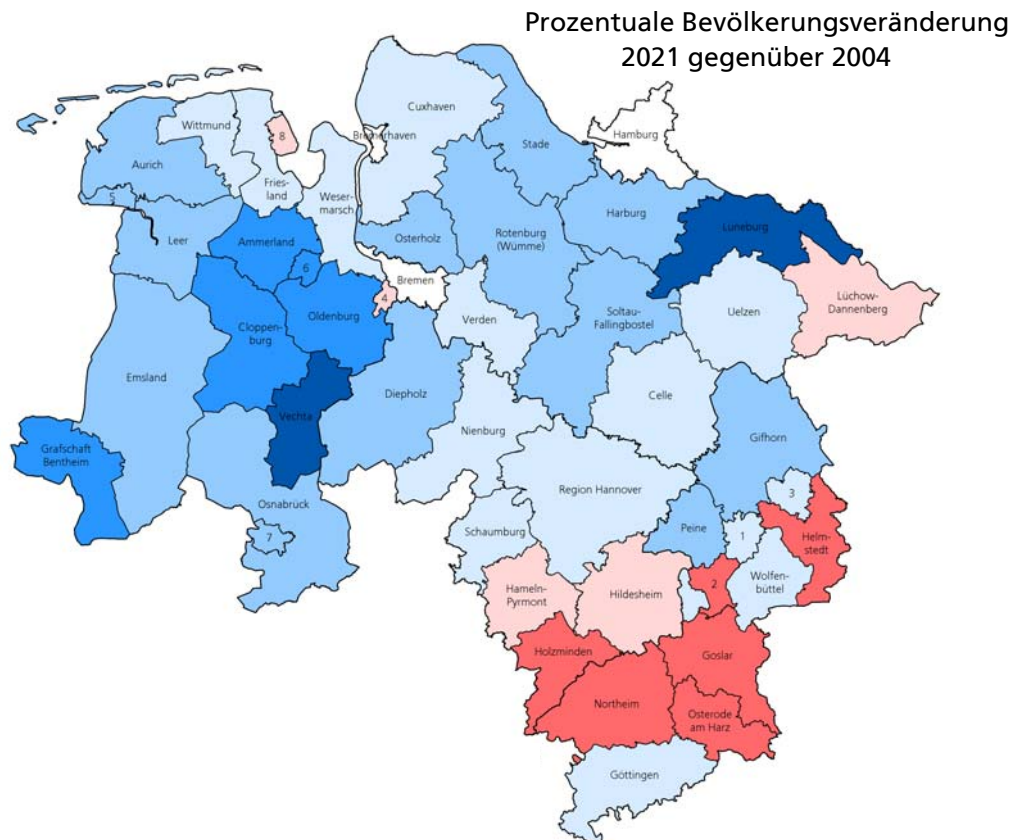 Prozentuale Bevölkerungsveränderung
2021 gegenüber 2004
Cuxhaven
Wittmund
8
Bremerhaven
Hamburg
Stade
Aurich
Fries-
land
Weser-
marsch
5
Harburg
Lüneburg
Leer
Ammerland
Osterholz
Rotenburg
(Wümme)
6
Bremen
4
Lüchow-
Dannenberg
Oldenburg
Verden
Soltau-
Fallingbostel
Uelzen
Cloppen-
burg
Emsland
Diepholz
Celle
Vechta
Nienburg
Gifhorn
Grafschaft
Bentheim
Region Hannover
3
Osnabrück
7
Schaumburg
Peine
1
Helm-
stedt
Wolfen-
büttel
2
Hameln-
Pyrmont
Hildesheim
Holzminden
Goslar
Northeim
Osterode
am Harz
Göttingen